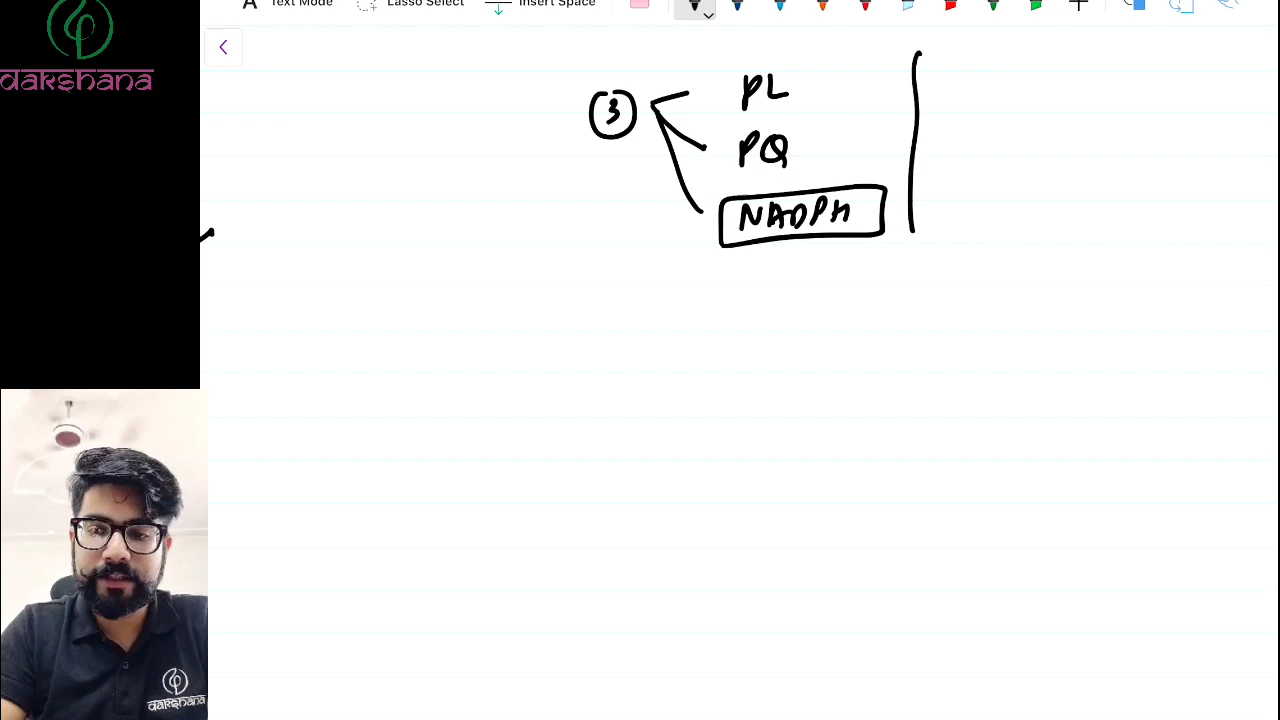 Text Mode
Lasso Select
Insert Space
dakshana
3
PL
PQ
NADPH
dakshana